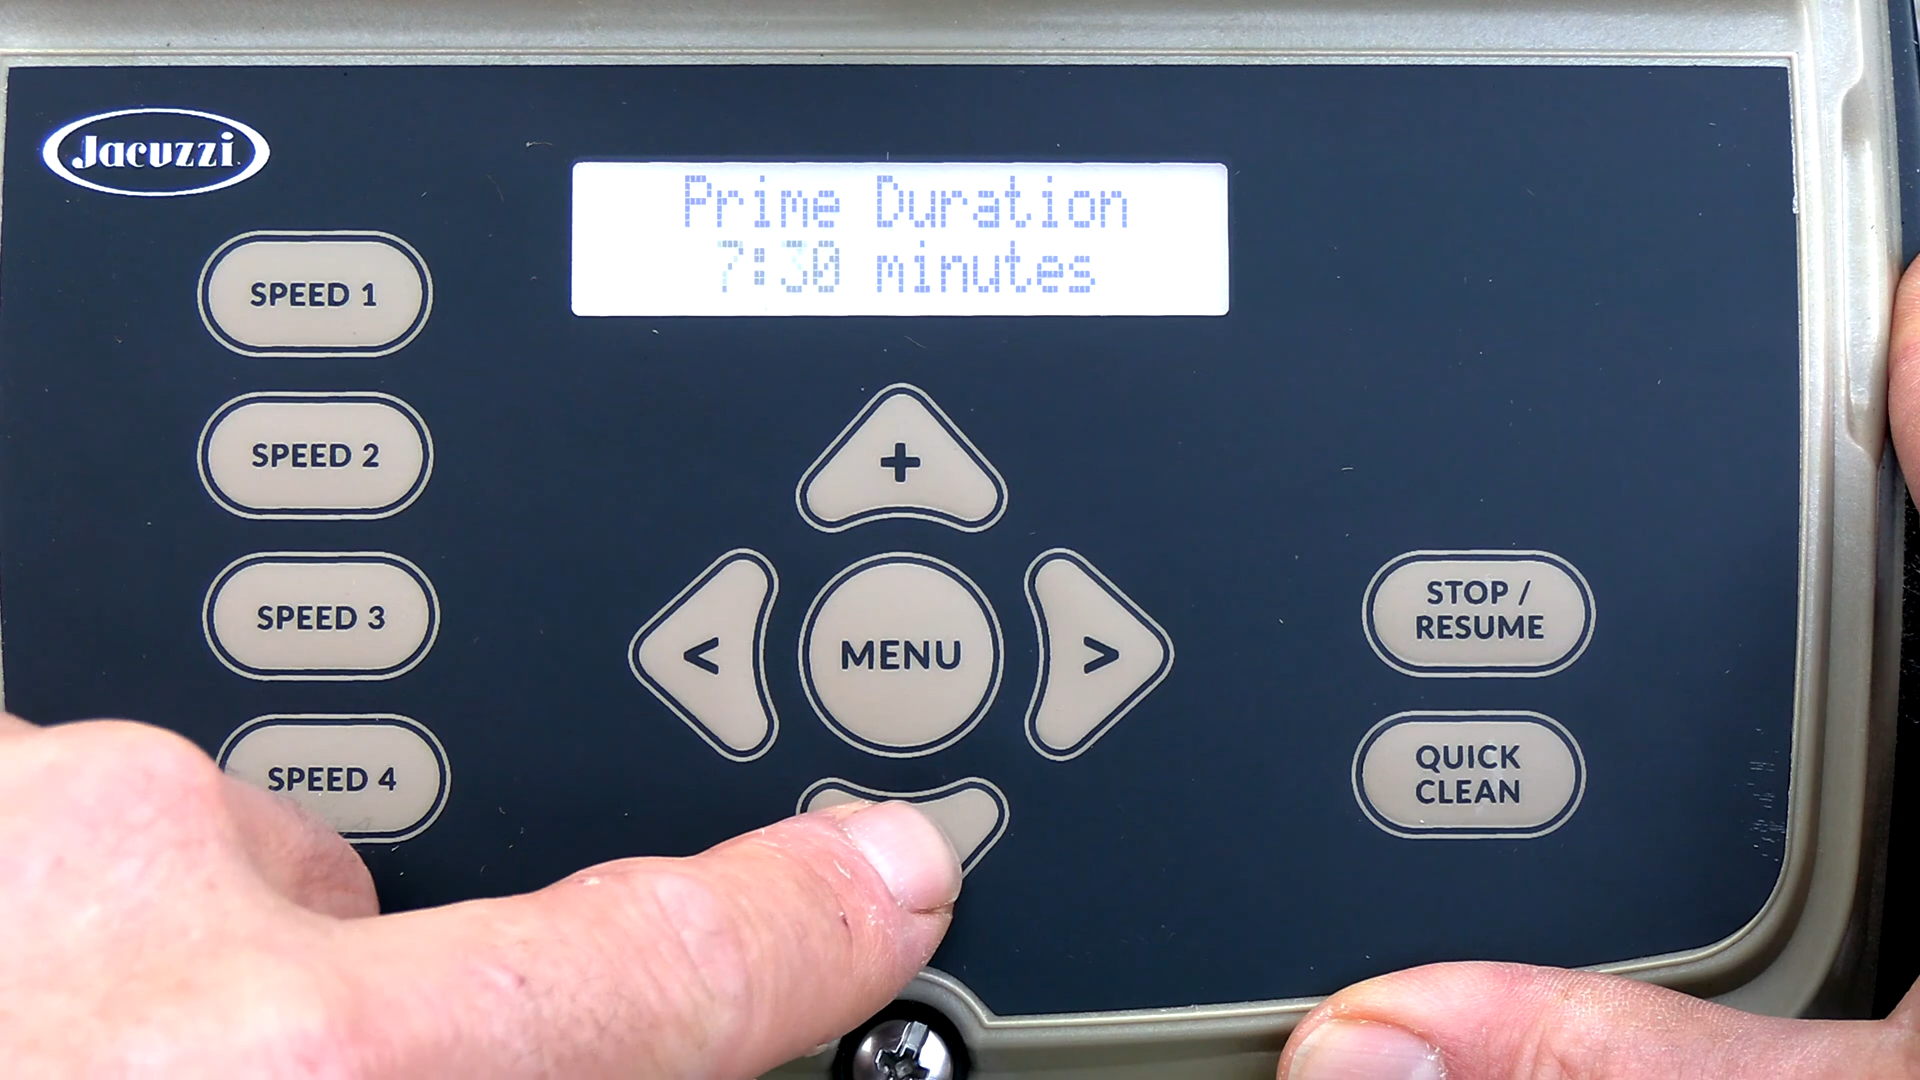 Jacuzzi
Prime Duration
7:30 minutes
SPEED 1
SPEED 2
SPEED 3
SPEED 4
+
<
MENU
>
STOP /
RESUME
QUICK
CLEAN